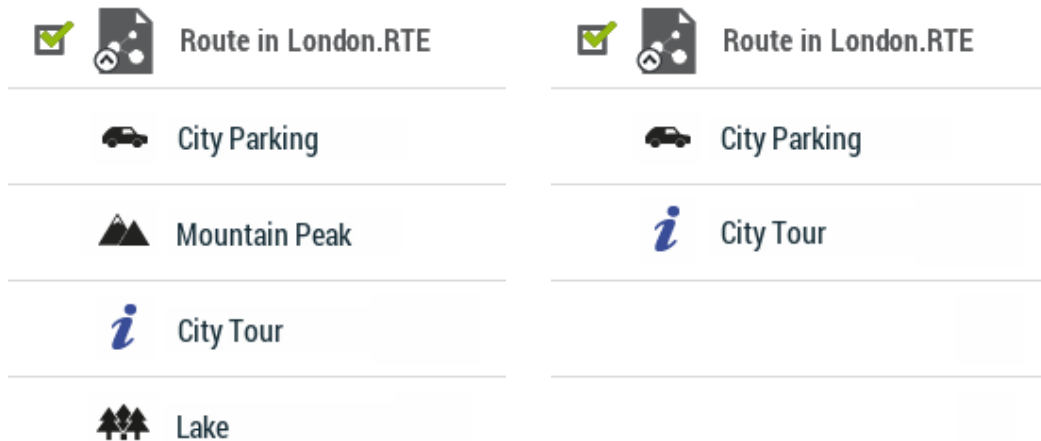 Route in London.RTE
City Parking
Mountain Peak
City Tour
Lake
Route in London.RTE
City Parking
City Tour